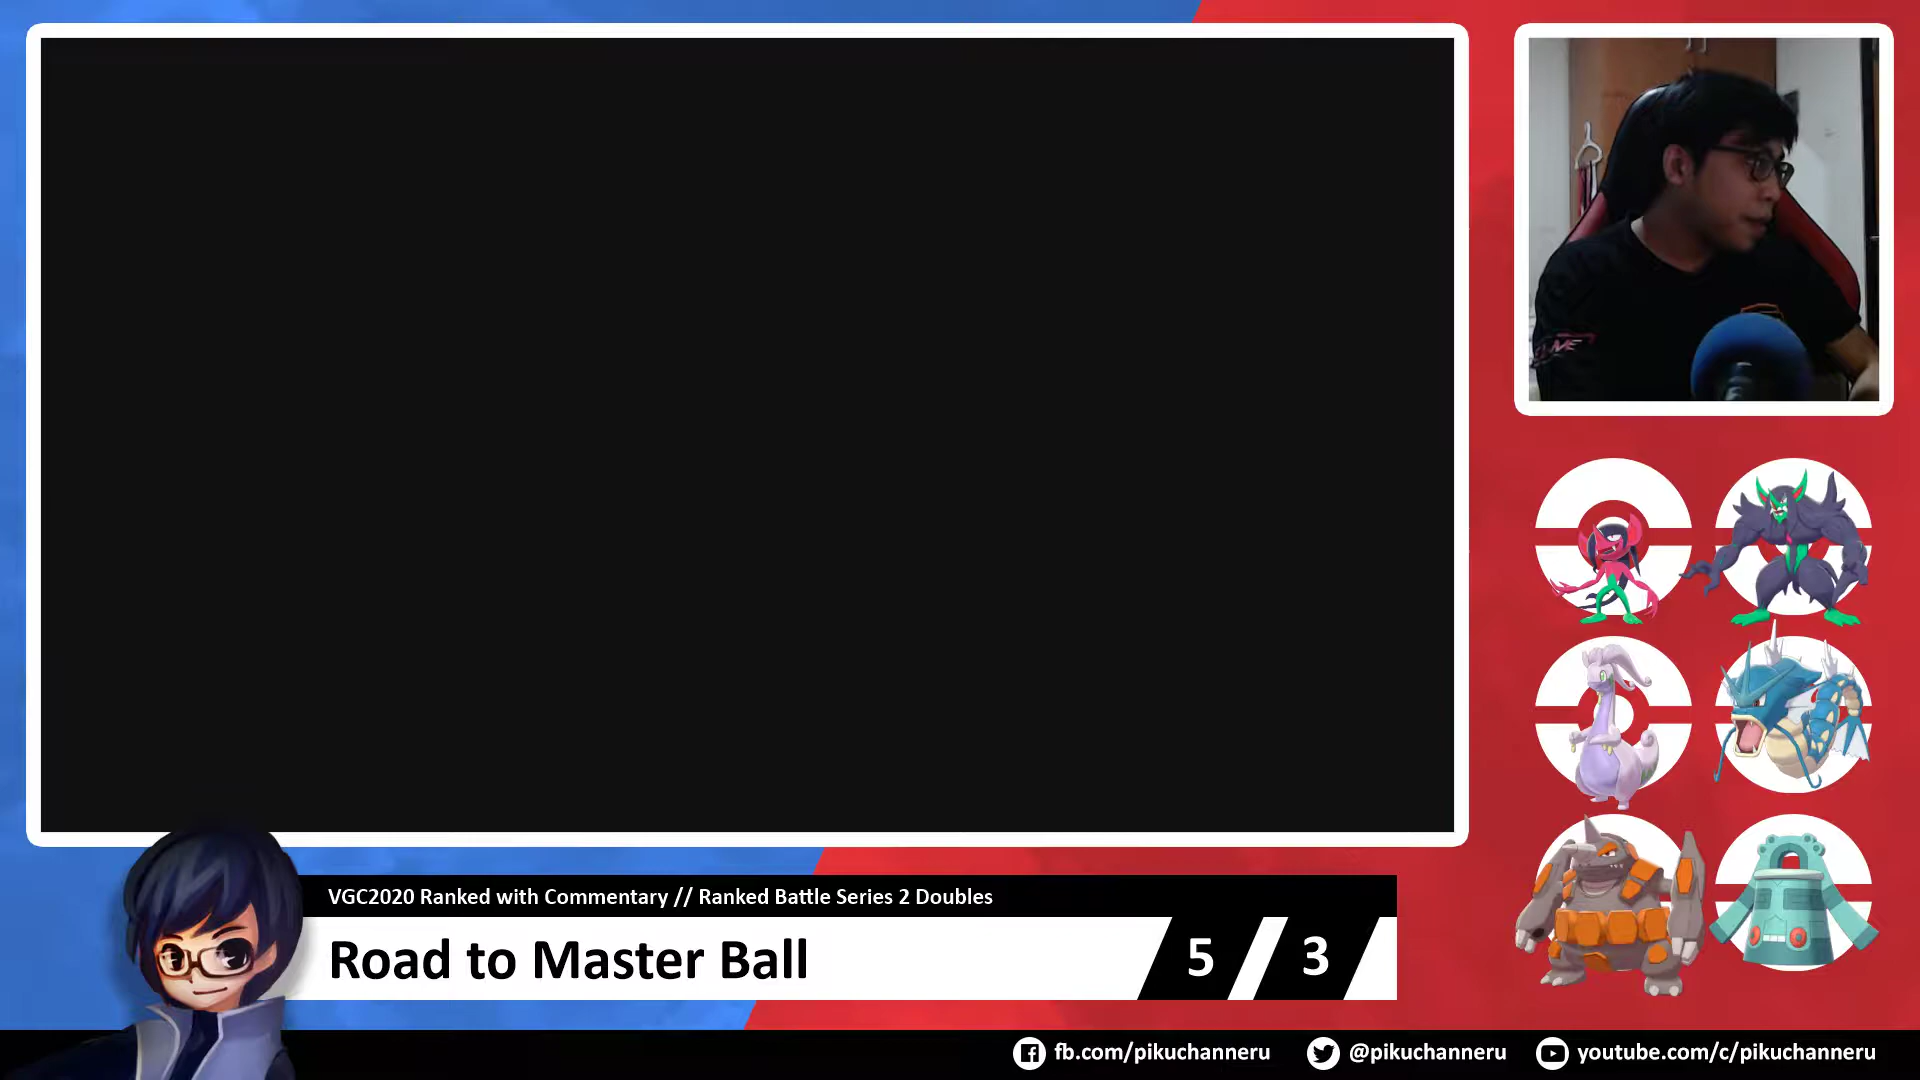 VGC2020 Ranked with Commentary // Ranked Battle Series 2 Doubles
Road to Master Ball
5 3
fb.com/pikuchanneru @pikuchanneru youtube.com/c/pikuchanneru